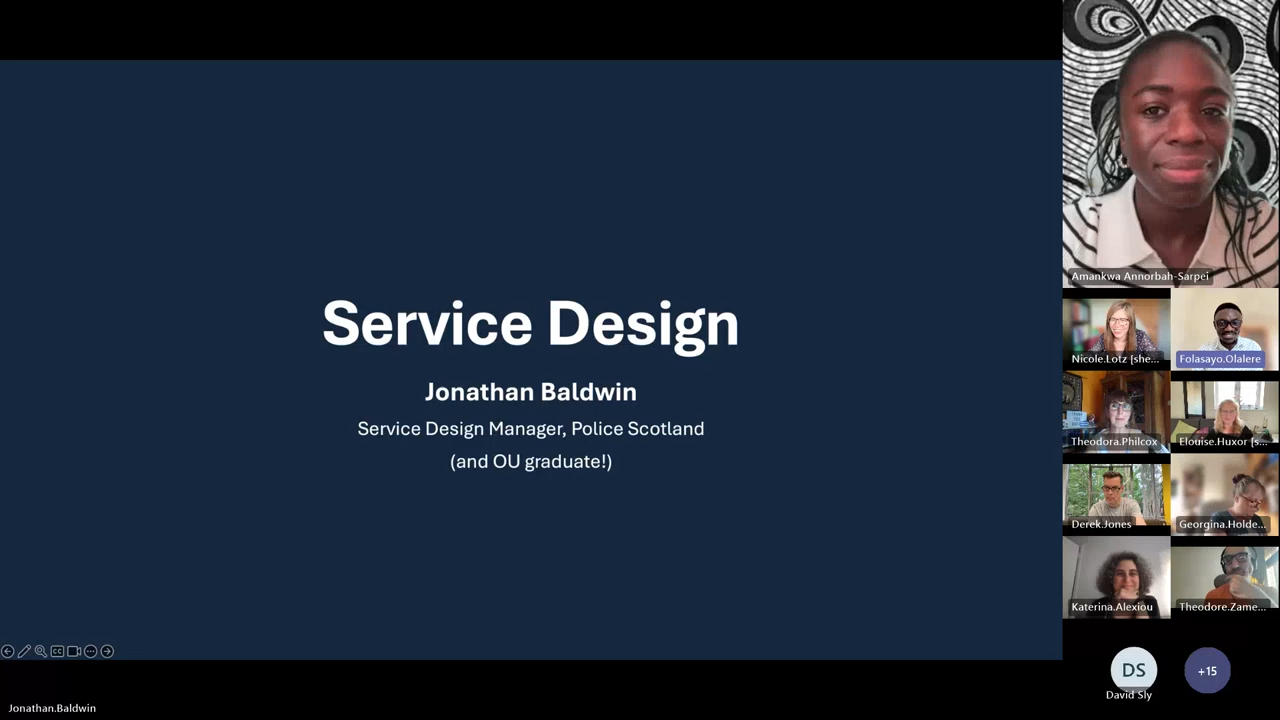 Service Design
Jonathan Baldwin
Service Design Manager, Police Scotland
(and OU graduate!)
Jonathan.Baldwin
Amankwa Annorbah-Sarpei
Nicole.Lotz [she...
Folasayo.Olalere
Theodora.Philcox
Elouise.Huxor [s...
Derek.Jones
Georgina.Holde...
Katerina.Alexiou
Theodore.Zame...
DS
David Sly
+15
CC